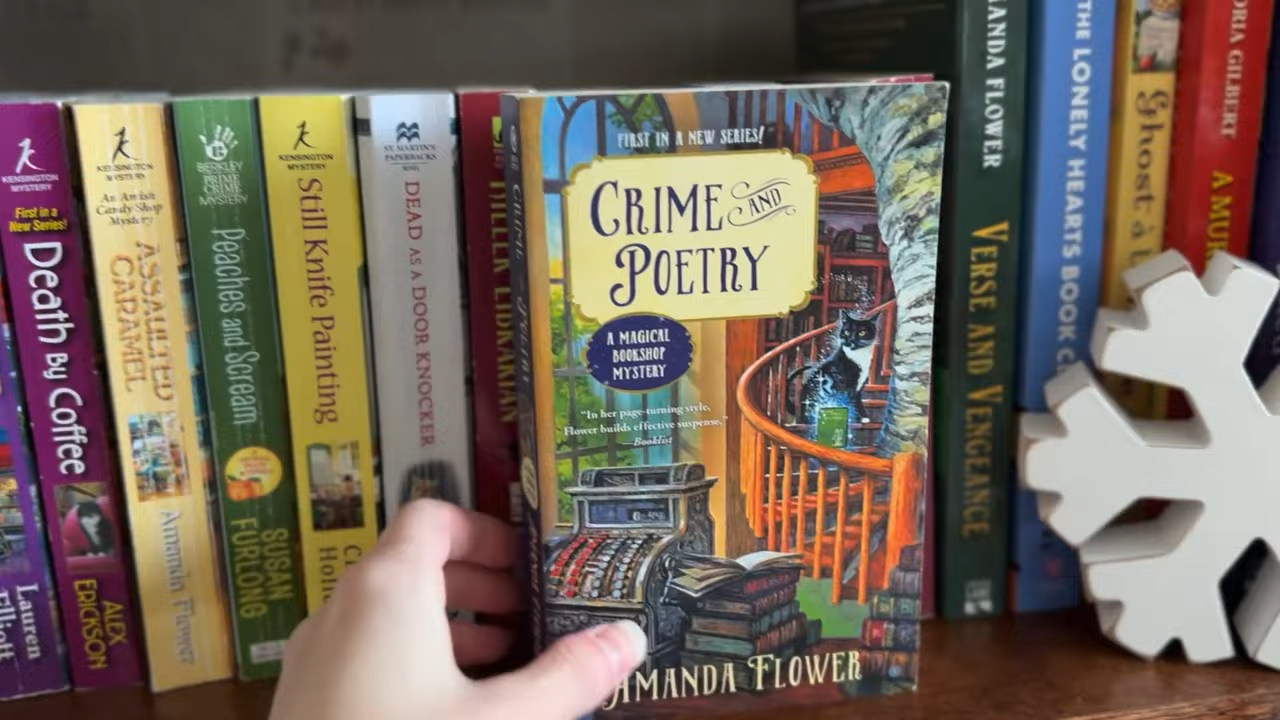 KENSINGTON
MYSTERY
First in a
New Series!
Death by Coffee
ALEX
ERICKSON
Lauren
Elliott
KENSINGTON
MYSTERY
An Amish
Candy Shop
Mystery
ASSAULTED
CARAMEL
Amanda Flower
BERKLEY
PRIME
CRIME
MYSTERY
Peaches and Scream
SUSAN
FURLONG
KENSINGTON
MYSTERY
Still Knife Painting
ST. MARTIN'S
PAPERBACKS
DEAD AS A DOOR KNOCKER
LIBRARIAN
FIRST IN A NEW SERIES!
CRIME AND
POETRY
A MAGICAL
BOOKSHOP
MYSTERY
"In her page-turning style,
Flower builds effective suspense."
—Booklist
AMANDA FLOWER
CRIME
AMANDA FLOWER
VERSE AND VENGEANCE
THE LONELY HEARTS BOOK
Ghost à
GILBERT
A